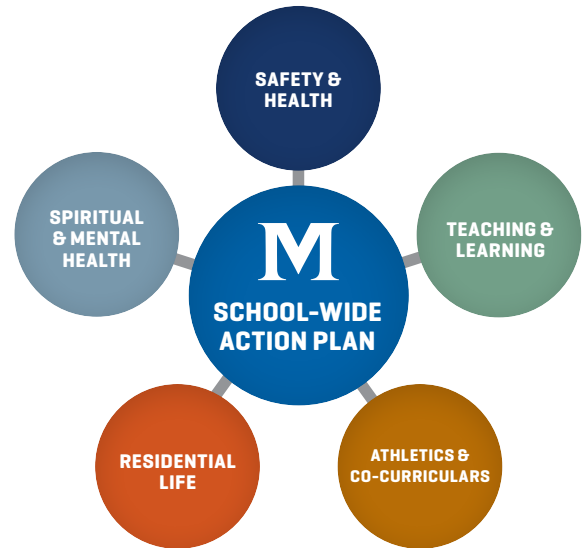 SAFETY &
HEALTH
SPIRITUAL
& MENTAL
HEALTH
TEACHING &
LEARNING
M
SCHOOL-WIDE
ACTION PLAN
RESIDENTIAL
LIFE
ATHLETICS &
CO-CURRICULARS